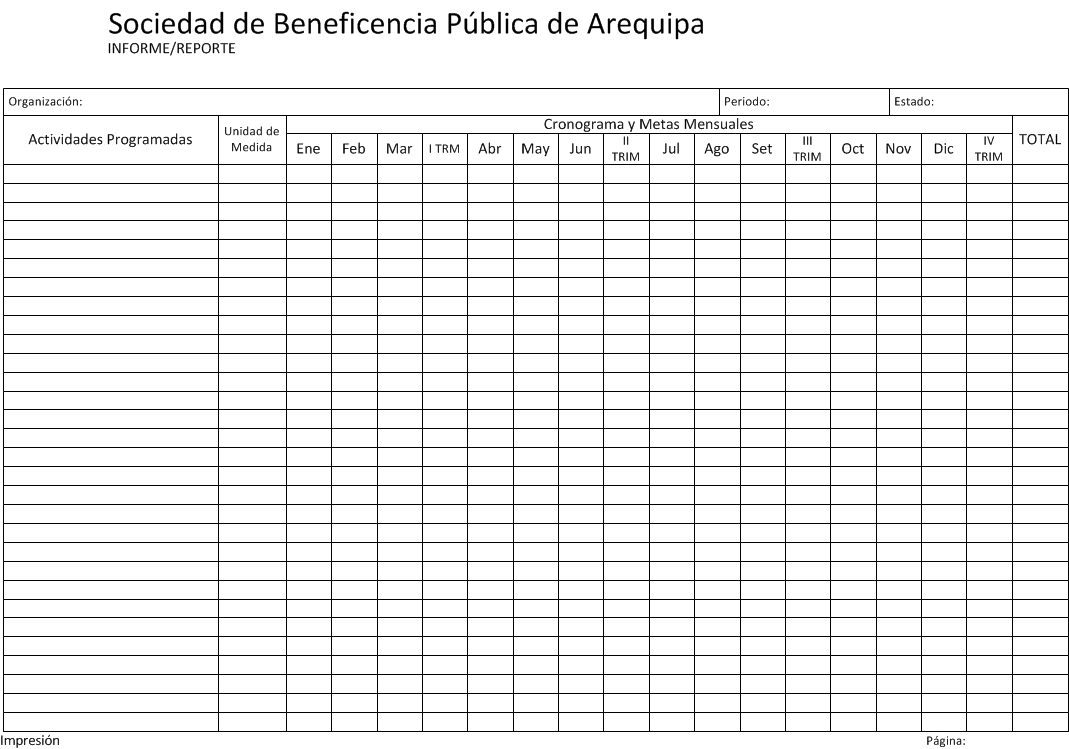 Sociedad de Beneficencia Pública de Arequipa
INFORME/REPORTE
Organización: Periodo: Estado:
Actividades Programadas Unidad de Medida Cronograma y Metas Mensuales TOTAL
Ene Feb Mar I TRM Abr May Jun II TRIM Jul Ago Set III TRIM Oct Nov Dic IV TRIM
Impresión Página: